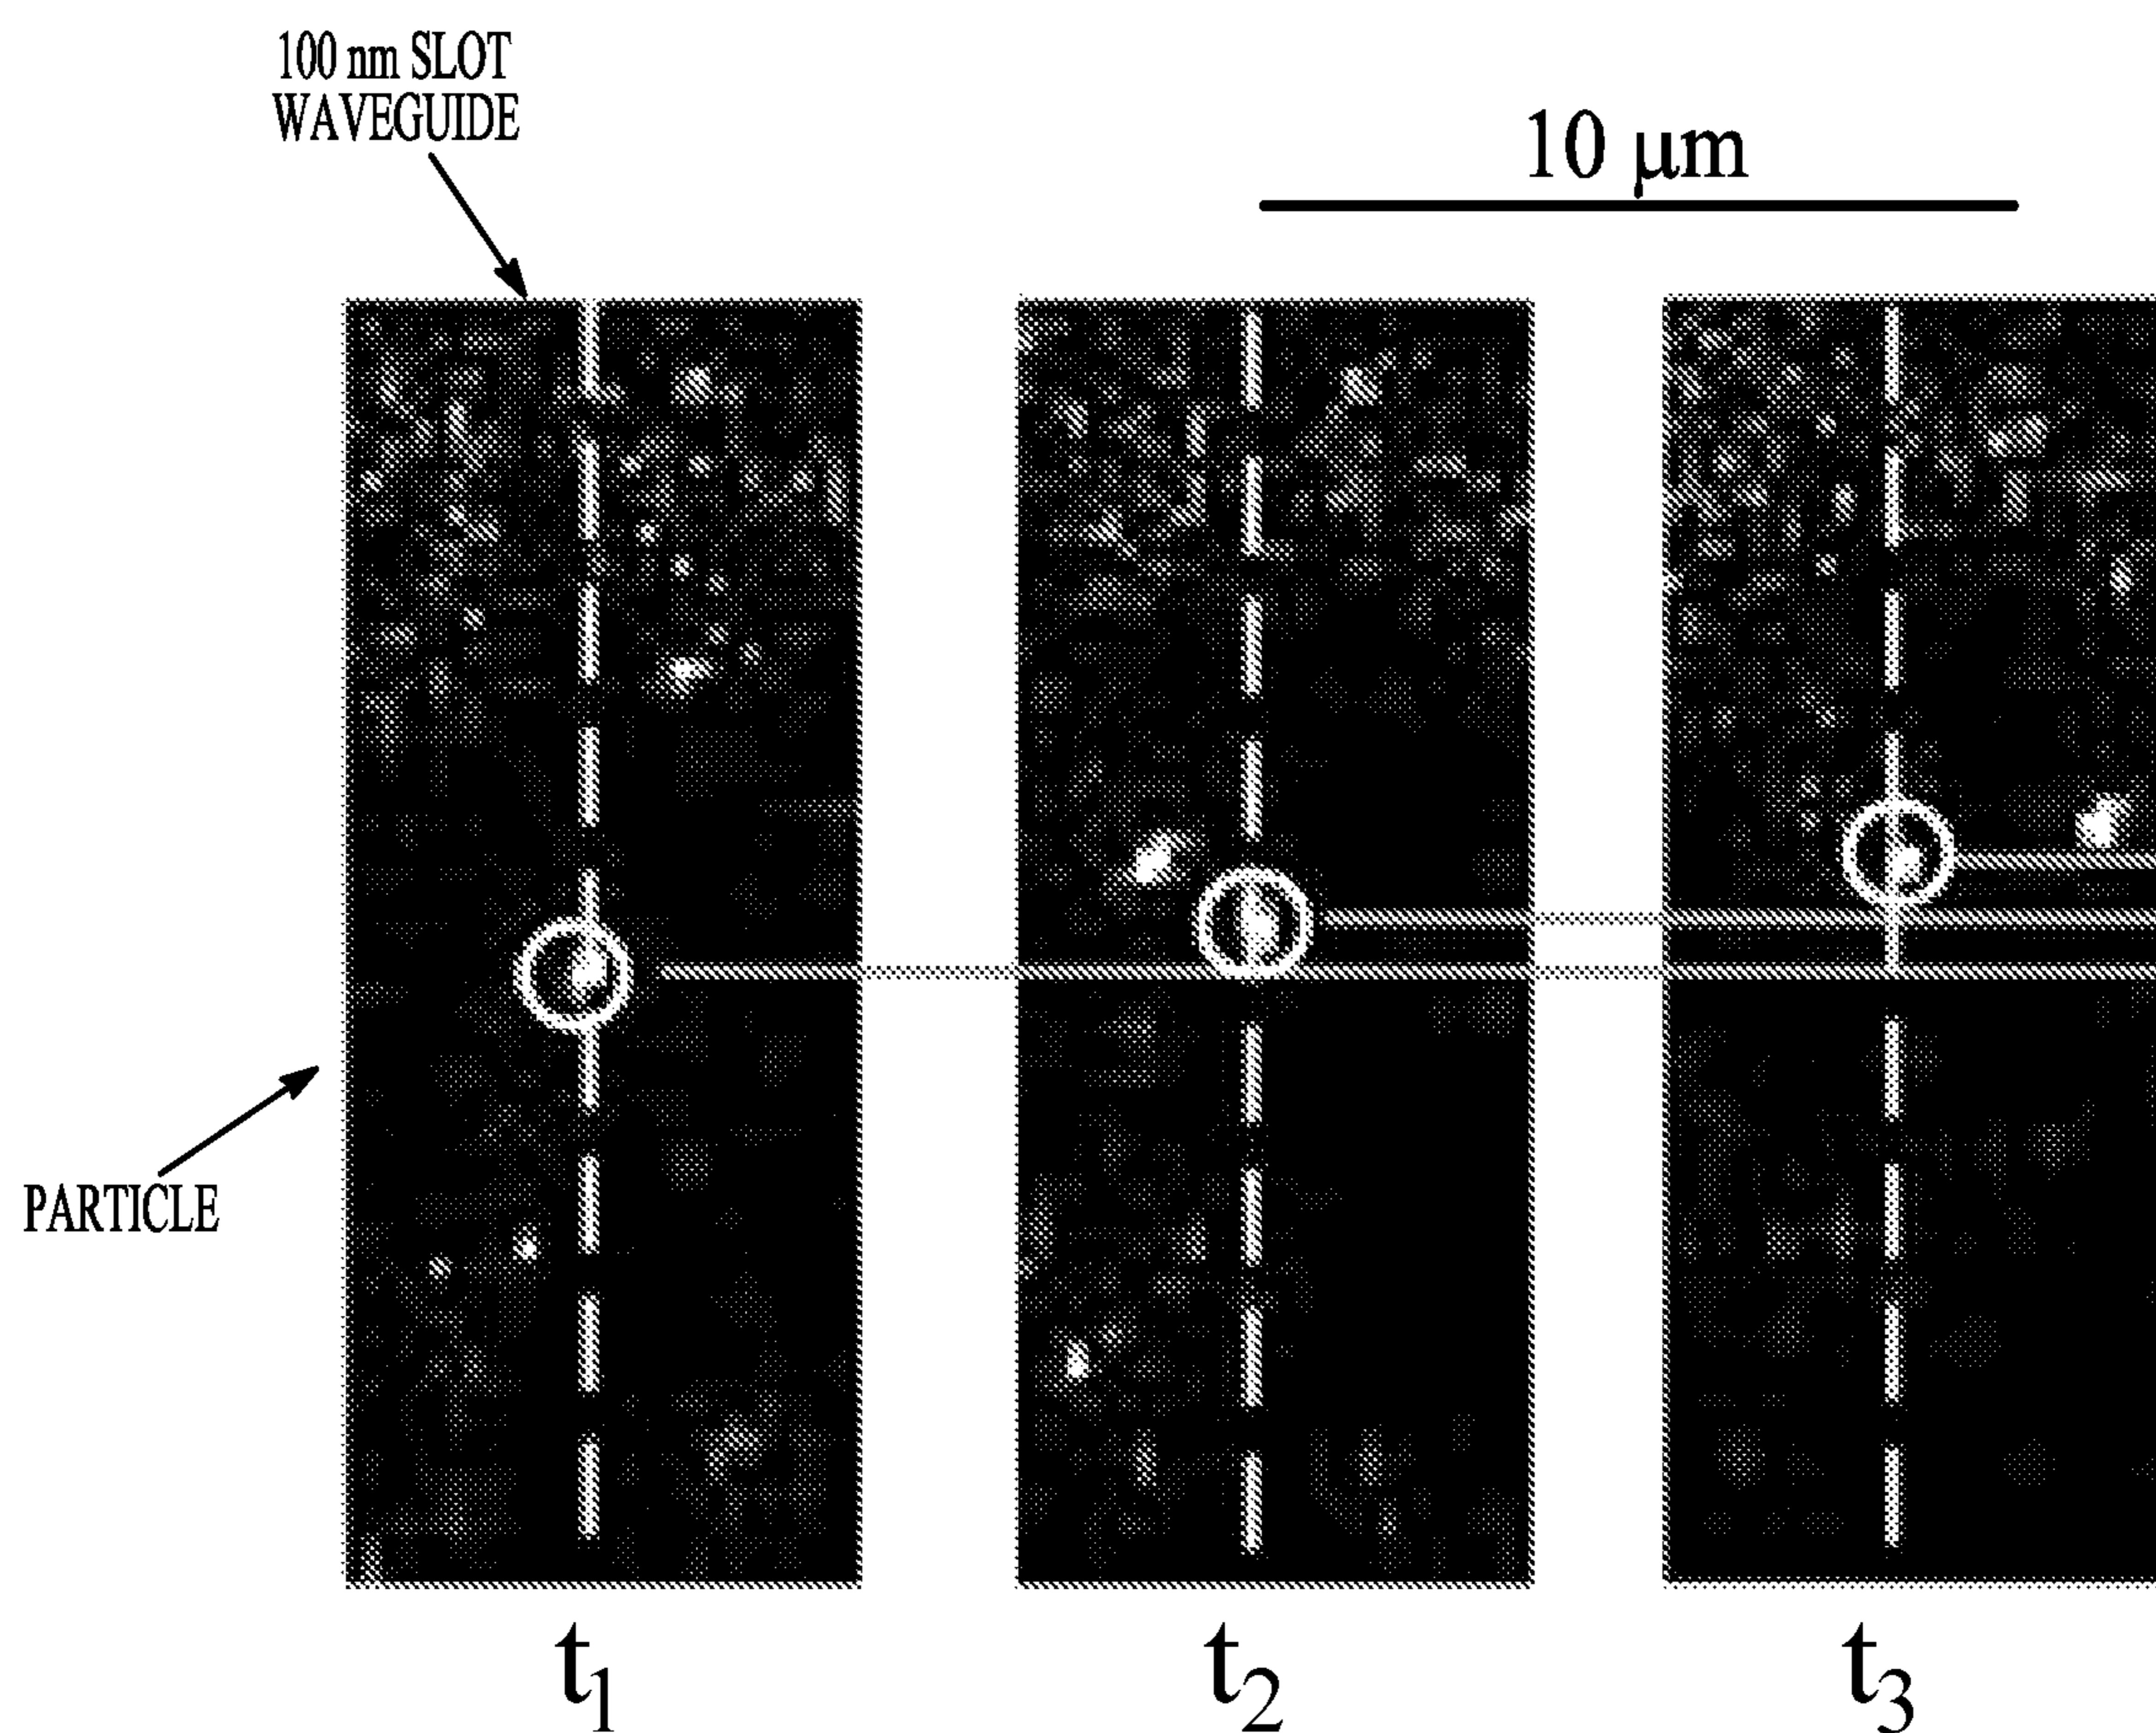 100 nm SLOT
WAVEGUIDE
10 μm
PARTICLE
t₁
t₂
t₃